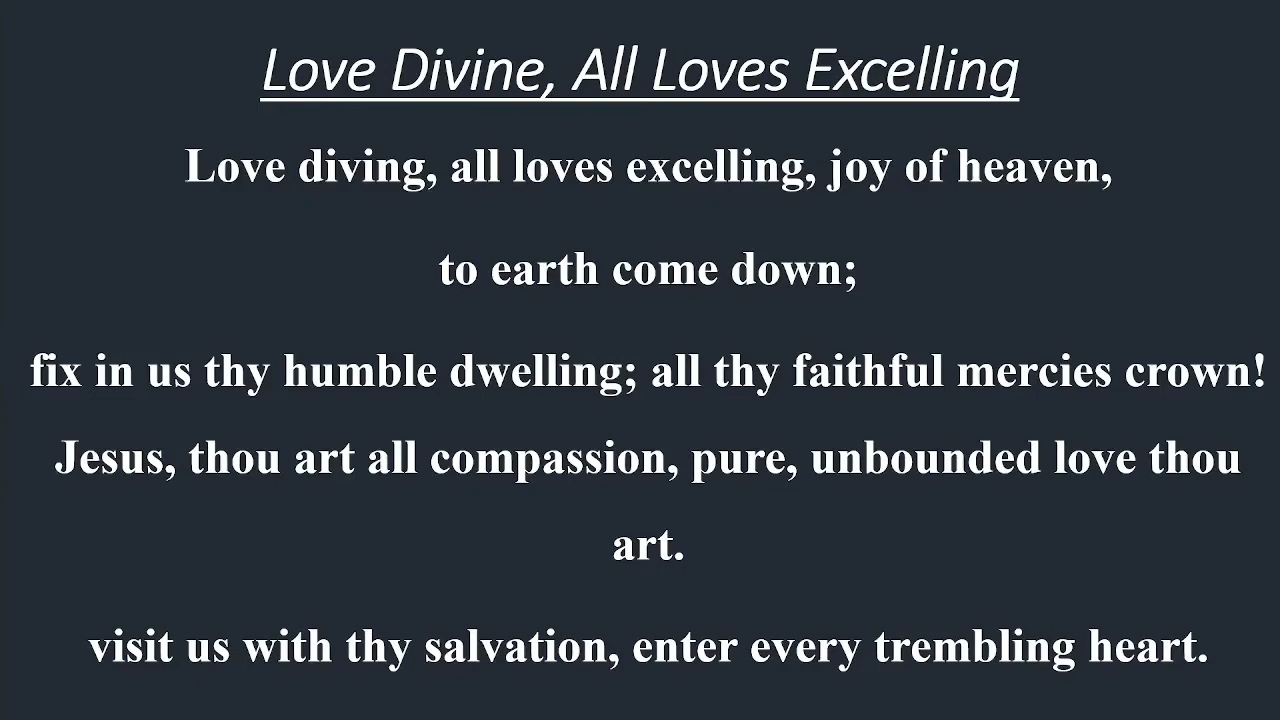 Love Divine, All Loves Excelling
Love diving, all loves excelling, joy of heaven,
to earth come down;
fix in us thy humble dwelling; all thy faithful mercies crown!
Jesus, thou art all compassion, pure, unbounded love thou
art.
visit us with thy salvation, enter every trembling heart.